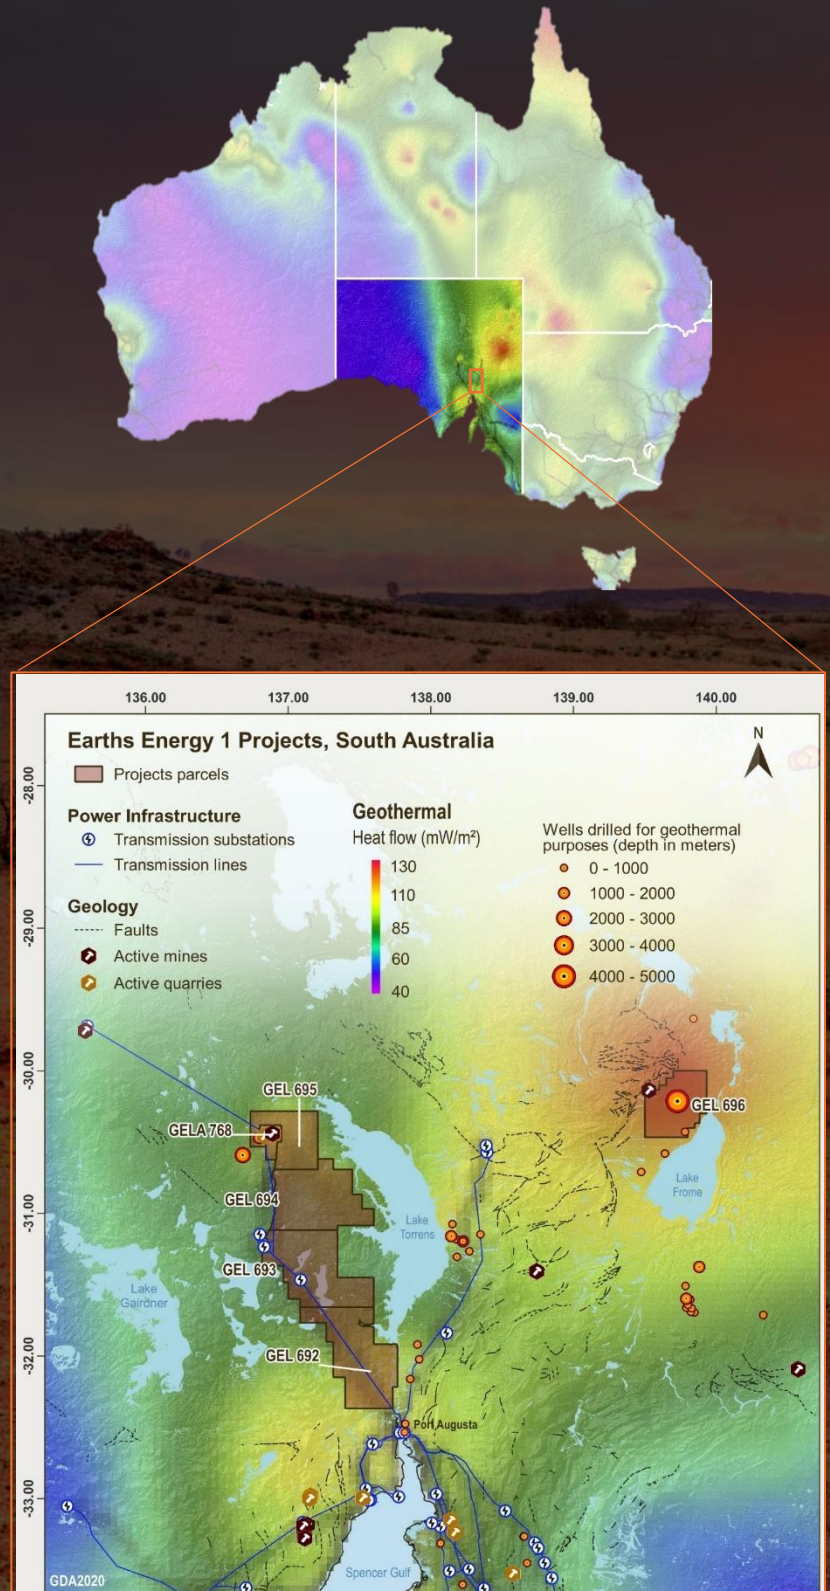 136.00 137.00 138.00 139.00 140.00
Earths Energy 1 Projects, South Australia
N
Projects parcels
-28.00
Power Infrastructure
Transmission substations
Transmission lines
Geology
Faults
Active mines
Active quarries
Geothermal
Heat flow (mW/m²)
130
110
85
60
40
Wells drilled for geothermal
purposes (depth in meters)
0 - 1000
1000 - 2000
2000 - 3000
3000 - 4000
4000 - 5000
-29.00
-30.00
GEL 695
GEL 696
GELA 768
Lake
Frome
GEL 694
-31.00
Lake
Torrens
GEL 693
Lake
Gairdner
-32.00
GEL 692
Port Augusta
-33.00
Spencer Gulf
GDA2020